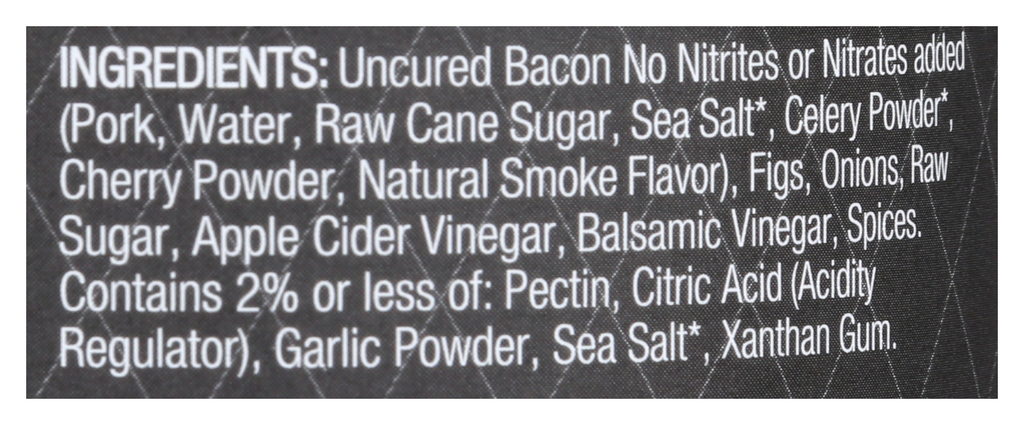 INGREDIENTS: Uncured Bacon No Nitrites or Nitrates added
(Pork, Water, Raw Cane Sugar, Sea Salt*, Celery Powder*,
Cherry Powder, Natural Smoke Flavor), Figs, Onions, Raw
Sugar, Apple Cider Vinegar, Balsamic Vinegar, Spices.
Contains 2% or less of: Pectin, Citric Acid (Acidity
Regulator), Garlic Powder, Sea Salt*, Xanthan Gum.